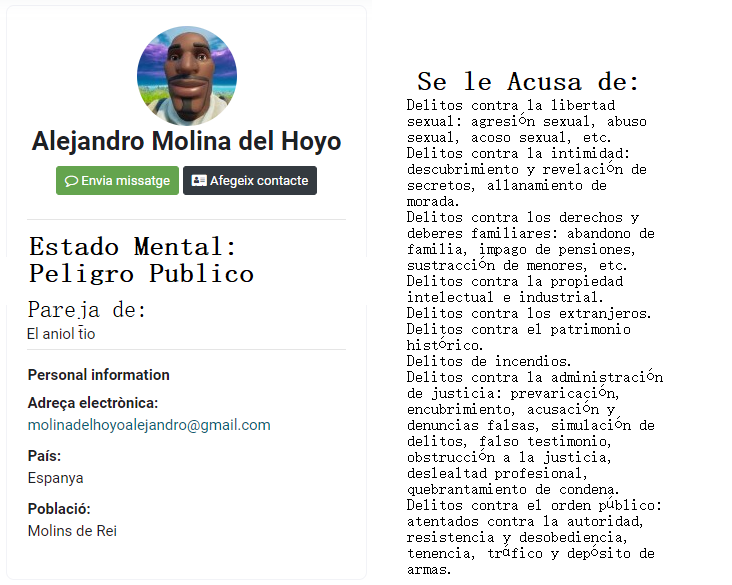 Alejandro Molina del Hoyo
Envia missatge
Afegeix contacte
Estado Mental:
Peligro Publico
Pareja de:
El aniol tio
Personal information
Adreça electrònica:
molinadelhoyoalejandro@gmail.com
País:
Espanya
Població:
Molins de Rei
Se le Acusa de:
Delitos contra la libertad
sexual: agresión sexual, abuso
sexual, acoso sexual, etc.
Delitos contra la intimidad:
descubrimiento y revelación de
secretos, allanamiento de
morada.
Delitos contra los derechos y
deberes familiares: abandono de
familia, impago de pensiones,
sustracción de menores, etc.
Delitos contra la propiedad
intelectual e industrial.
Delitos contra los extranjeros.
Delitos contra el patrimonio
histórico.
Delitos de incendios.
Delitos contra la administración
de justicia: prevaricación,
encubrimiento, acusación y
denuncias falsas, simulación de
delitos, falso testimonio,
obstrucción a la justicia,
deslealtad profesional,
quebrantamiento de condena.
Delitos contra el orden público:
atentados contra la autoridad,
resistencia y desobediencia,
tenencia, tráfico y depósito de
armas.